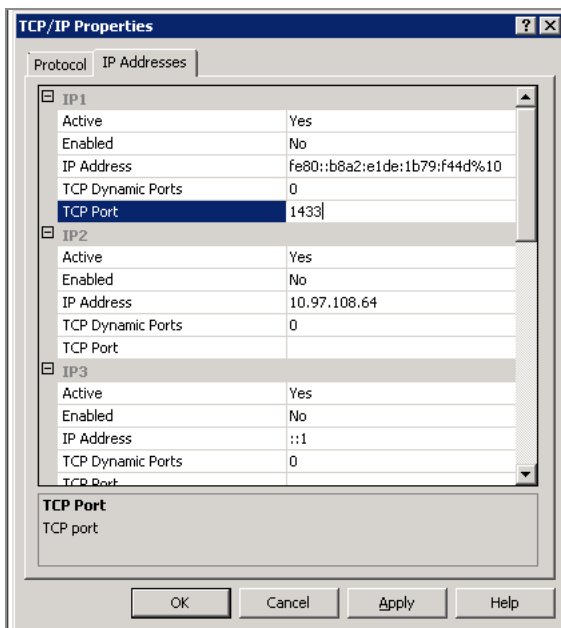 TCP/IP Properties
Protocol IP Addresses
IP1
Active Yes
Enabled No
IP Address fe80::b8a2:e1de:1b79:f44d%10
TCP Dynamic Ports 0
TCP Port 1433
IP2
Active Yes
Enabled No
IP Address 10.97.108.64
TCP Dynamic Ports 0
TCP Port
IP3
Active Yes
Enabled No
IP Address ::1
TCP Dynamic Ports 0
TCP Port
TCP Port
TCP port
OK Cancel Apply Help